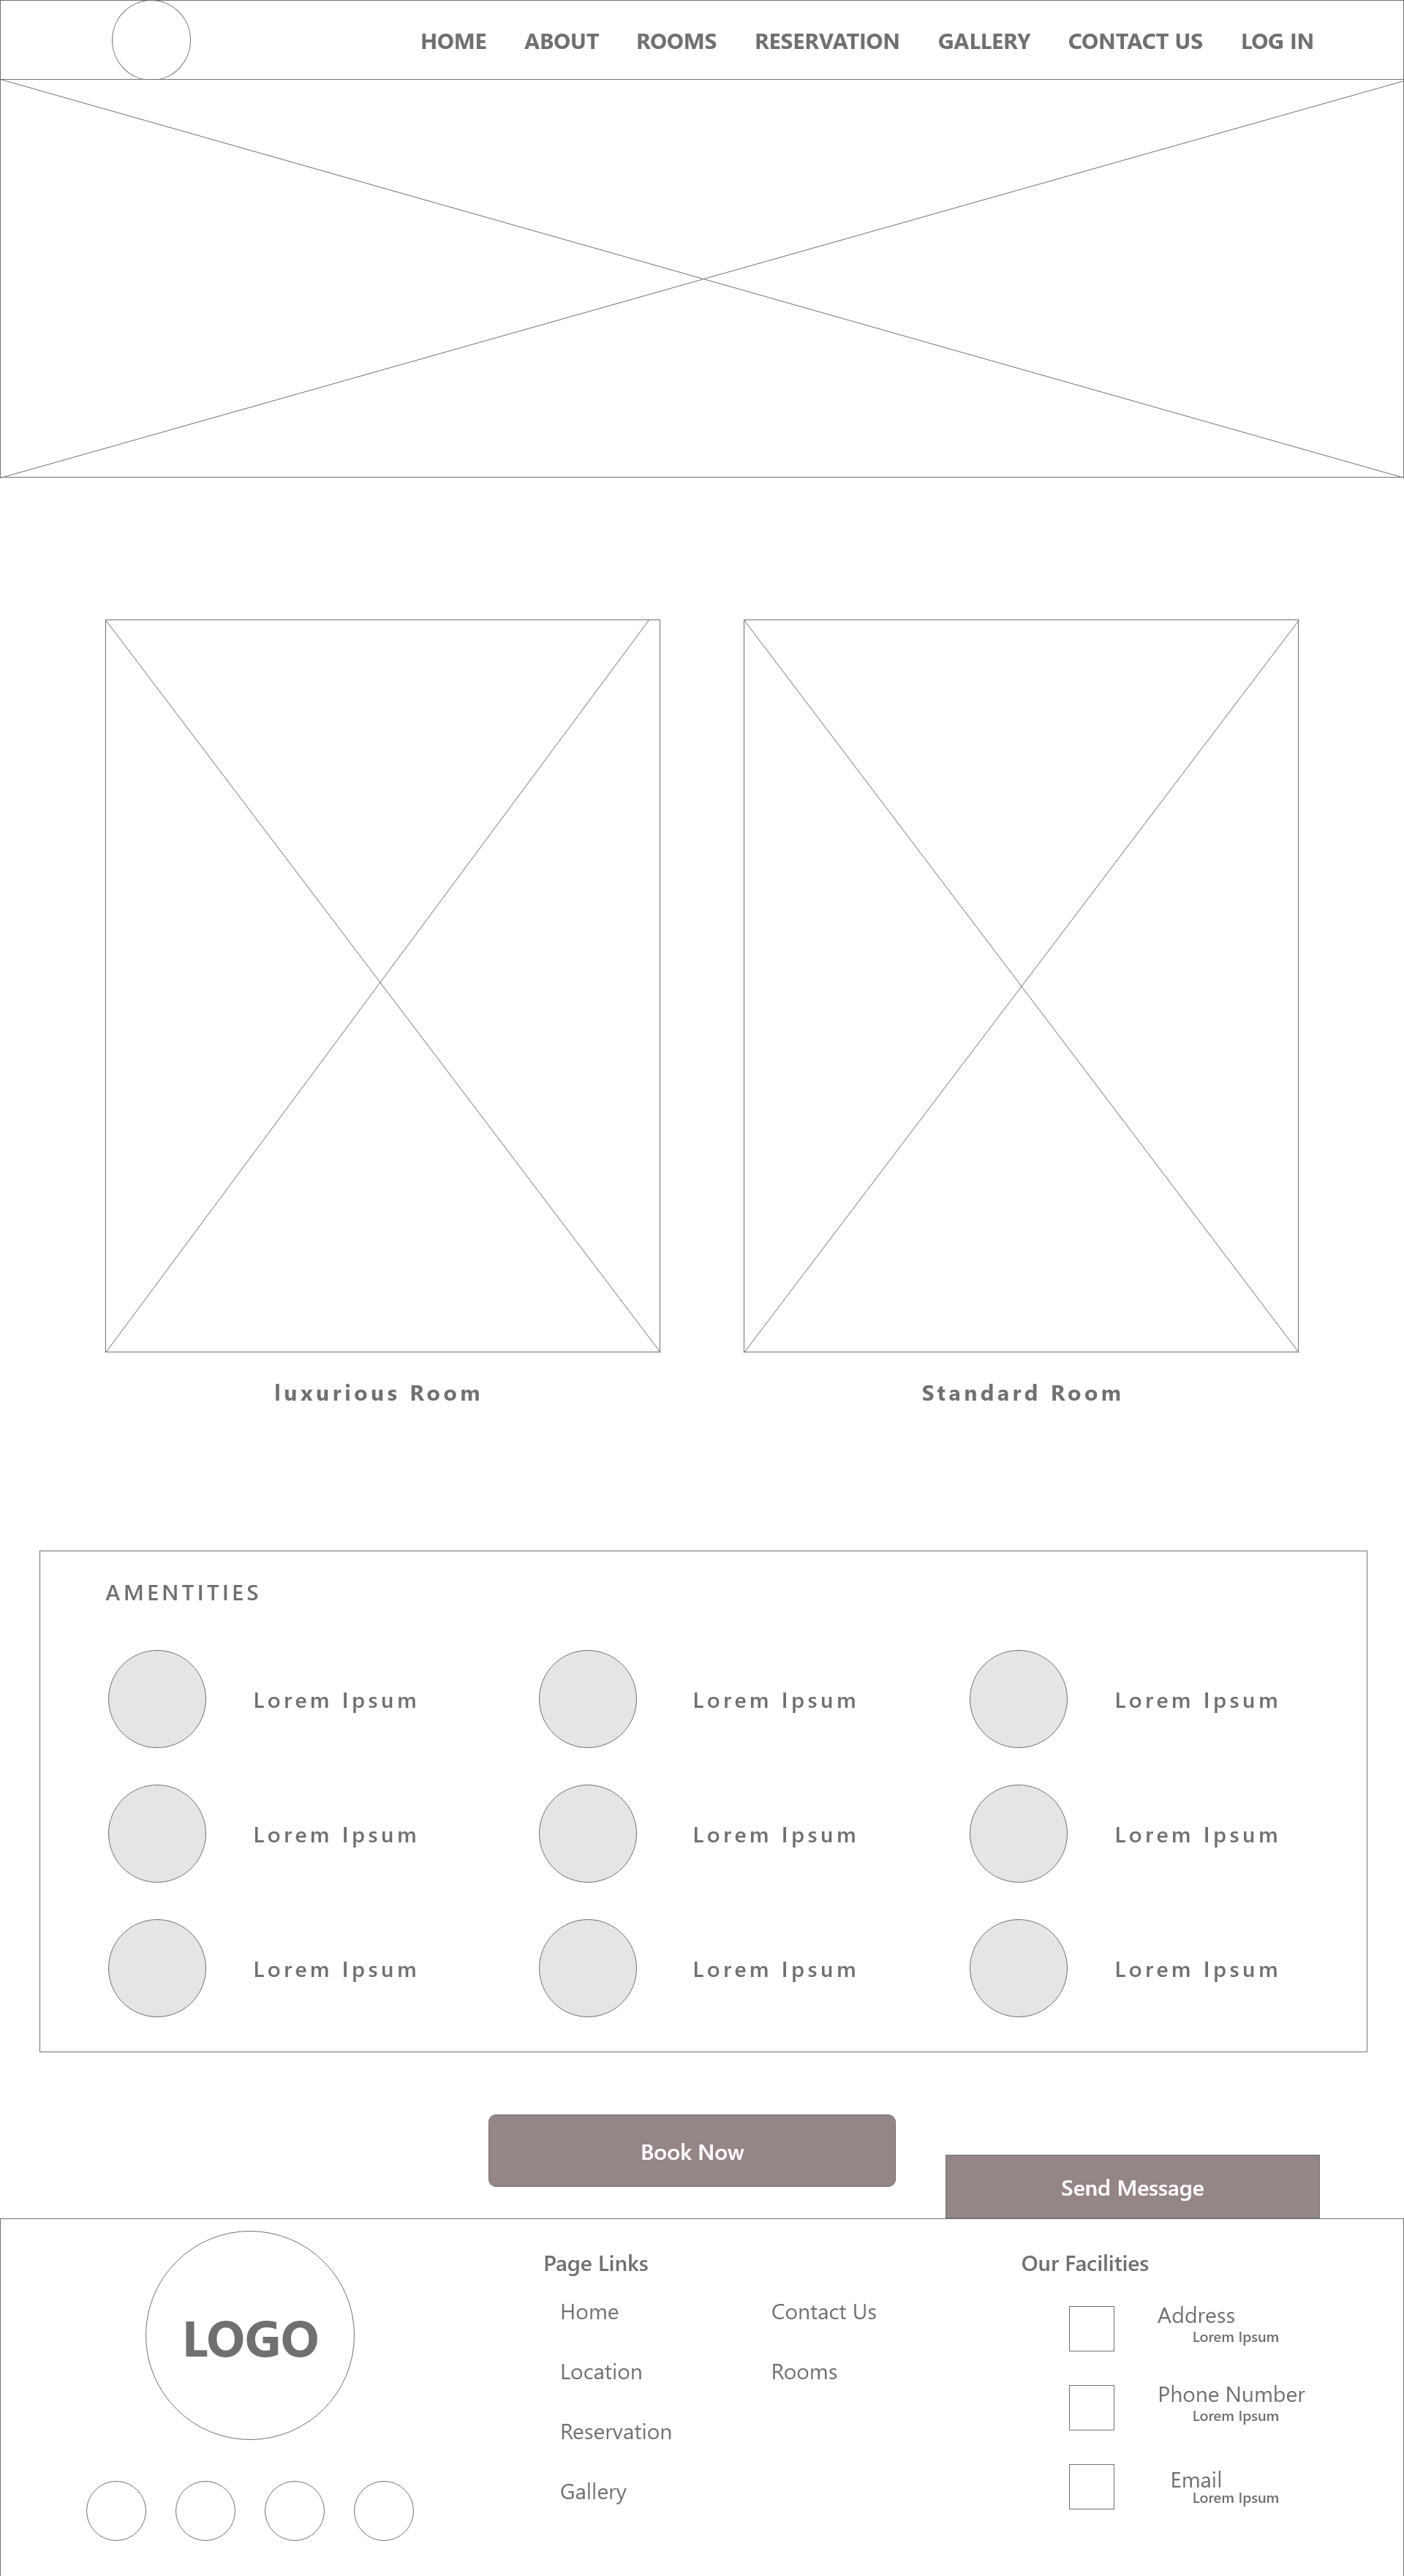 HOME ABOUT ROOMS RESERVATION GALLERY CONTACT US LOG IN
luxurious Room
Standard Room
AMENTITIES
Lorem Ipsum Lorem Ipsum Lorem Ipsum
Lorem Ipsum Lorem Ipsum Lorem Ipsum
Lorem Ipsum Lorem Ipsum Lorem Ipsum
Book Now
Send Message
LOGO
Page Links
Home
Location
Reservation
Gallery
Contact Us
Rooms
Our Facilities
Address
Lorem Ipsum
Phone Number
Lorem Ipsum
Email
Lorem Ipsum